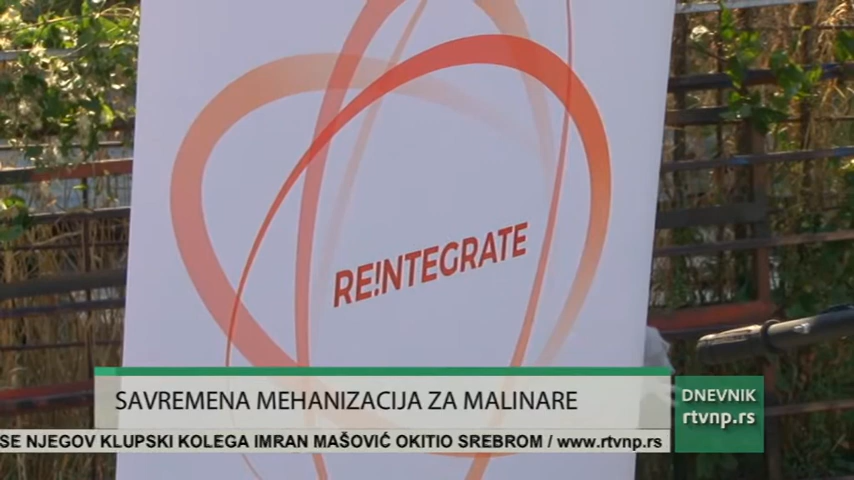 RE!NTEGRATE
SAVREMENA MEHANIZACIJA ZA MALINARE
DNEVNIK
rtvnp.rs
SE NJEGOV KLUPSKI KOLEGA IMRAN MAŠOVIĆ OKITIO SREBROM / www.rtvnp.rs